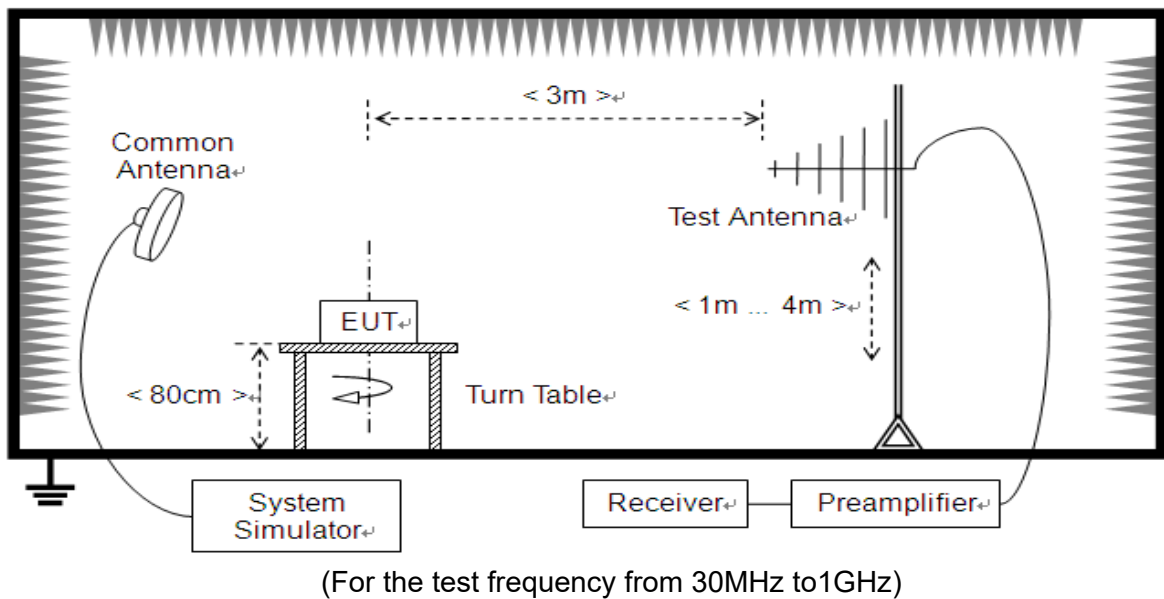 < 3m >↵
Common
Antenna↵
Test Antenna↵
< 1m ... 4m >↵
EUT↵
< 80cm >↵
Turn Table↵
System
Simulator↵
Receiver↵
Preamplifier↵
(For the test frequency from 30MHz to1GHz)